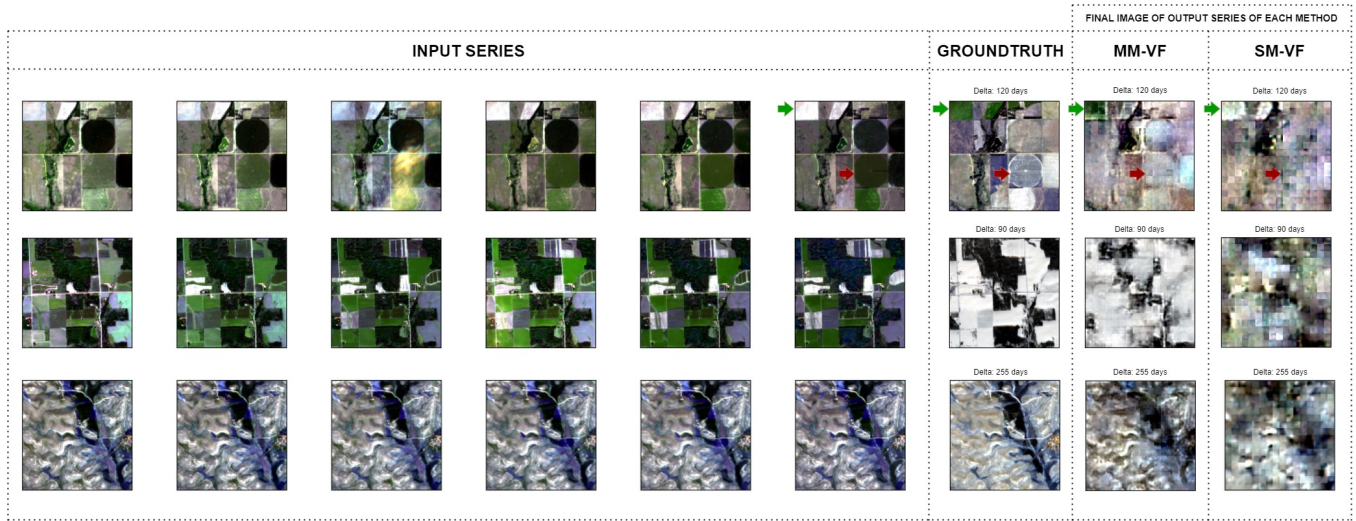 FINAL IMAGE OF OUTPUT SERIES OF EACH METHOD
INPUT SERIES
GROUNDTRUTH
MM-VF
SM-VF
Delta: 120 days
Delta: 120 days
Delta: 120 days
Delta: 90 days
Delta: 90 days
Delta: 90 days
Delta: 255 days
Delta: 255 days
Delta: 255 days